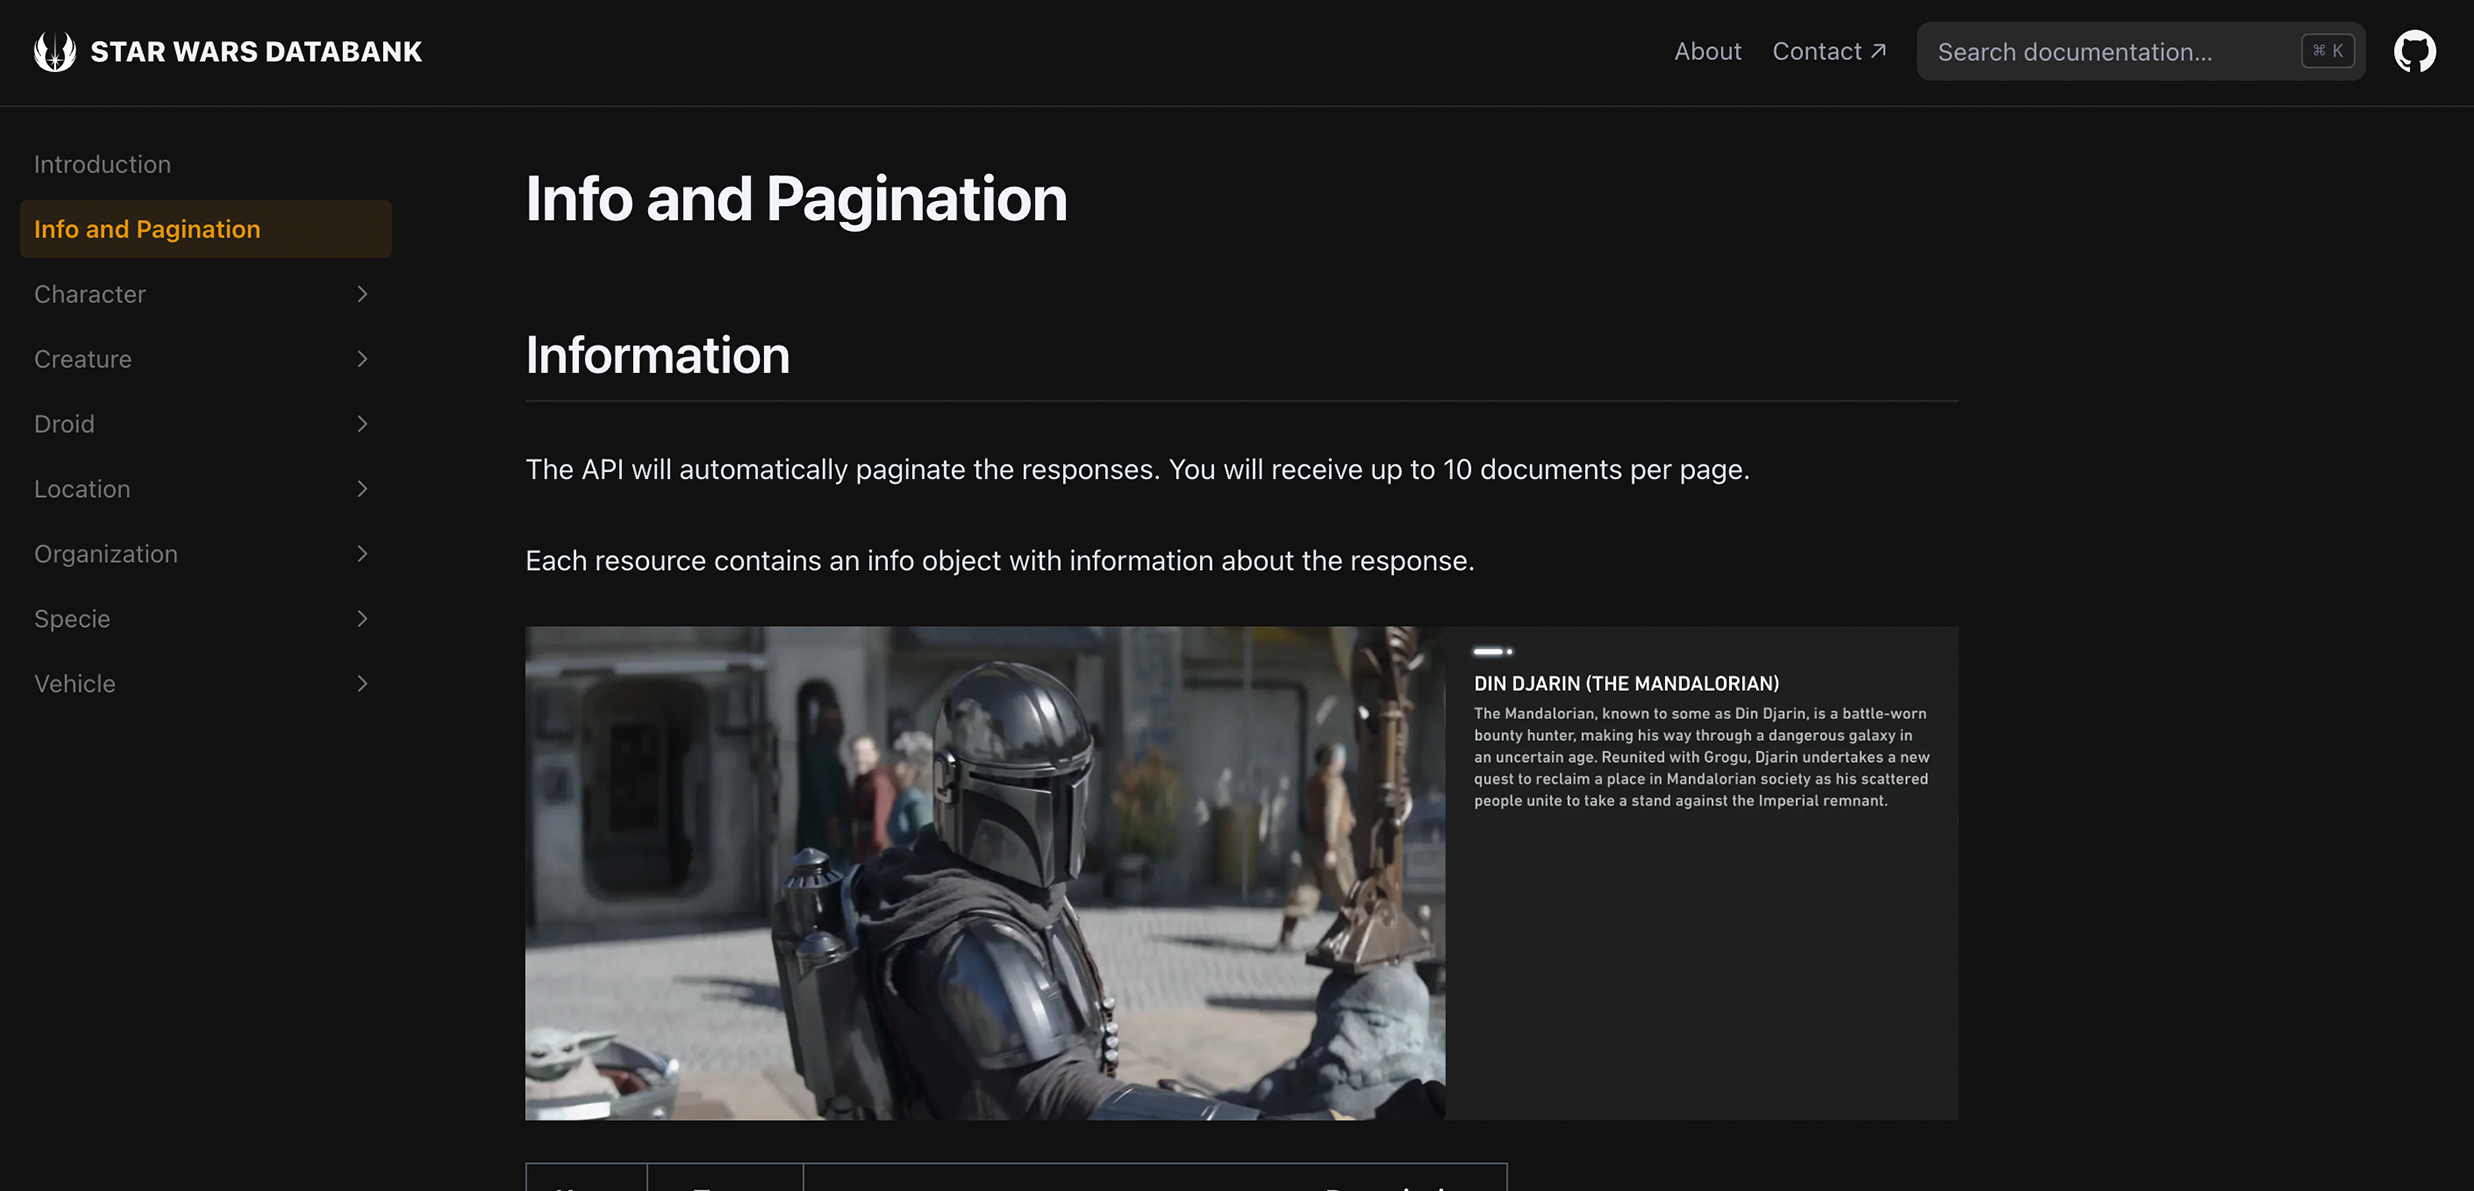 STAR WARS DATABANK
About
Contact ↗
Search documentation...
⌘ K
Introduction
Info and Pagination
Character
Creature
Droid
Location
Organization
Specie
Vehicle
Info and Pagination
Information
The API will automatically paginate the responses. You will receive up to 10 documents per page.
Each resource contains an info object with information about the response.
DIN DJARIN (THE MANDALORIAN)
The Mandalorian, known to some as Din Djarin, is a battle-worn
bounty hunter, making his way through a dangerous galaxy in
an uncertain age. Reunited with Grogu, Djarin undertakes a new
quest to reclaim a place in Mandalorian society as his scattered
people unite to take a stand against the Imperial remnant.